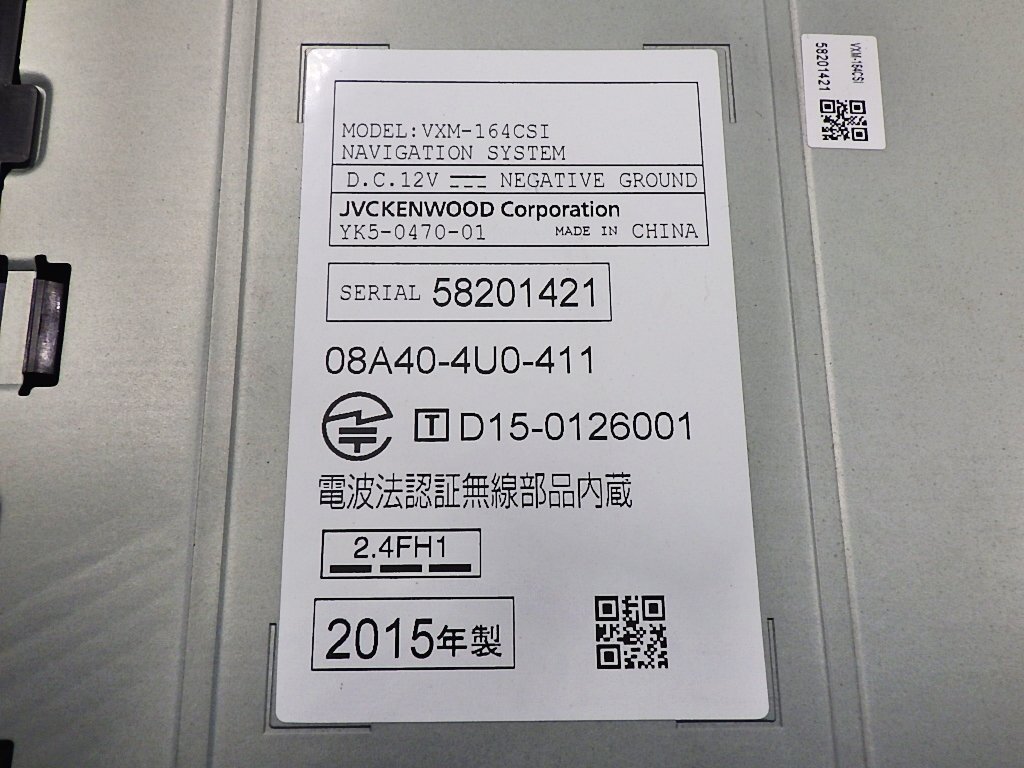 MODEL:VXM-164CSI
NAVIGATION SYSTEM
D.C.12V NEGATIVE GROUND
JVCKENWOOD Corporation
YK5-0470-01 MADE IN CHINA
SERIAL 58201421
08A40-4U0-411
T D15-0126001
電波法認証無線部品内蔵
2.4FH1
2015年製
VXM-164CSI
58201421